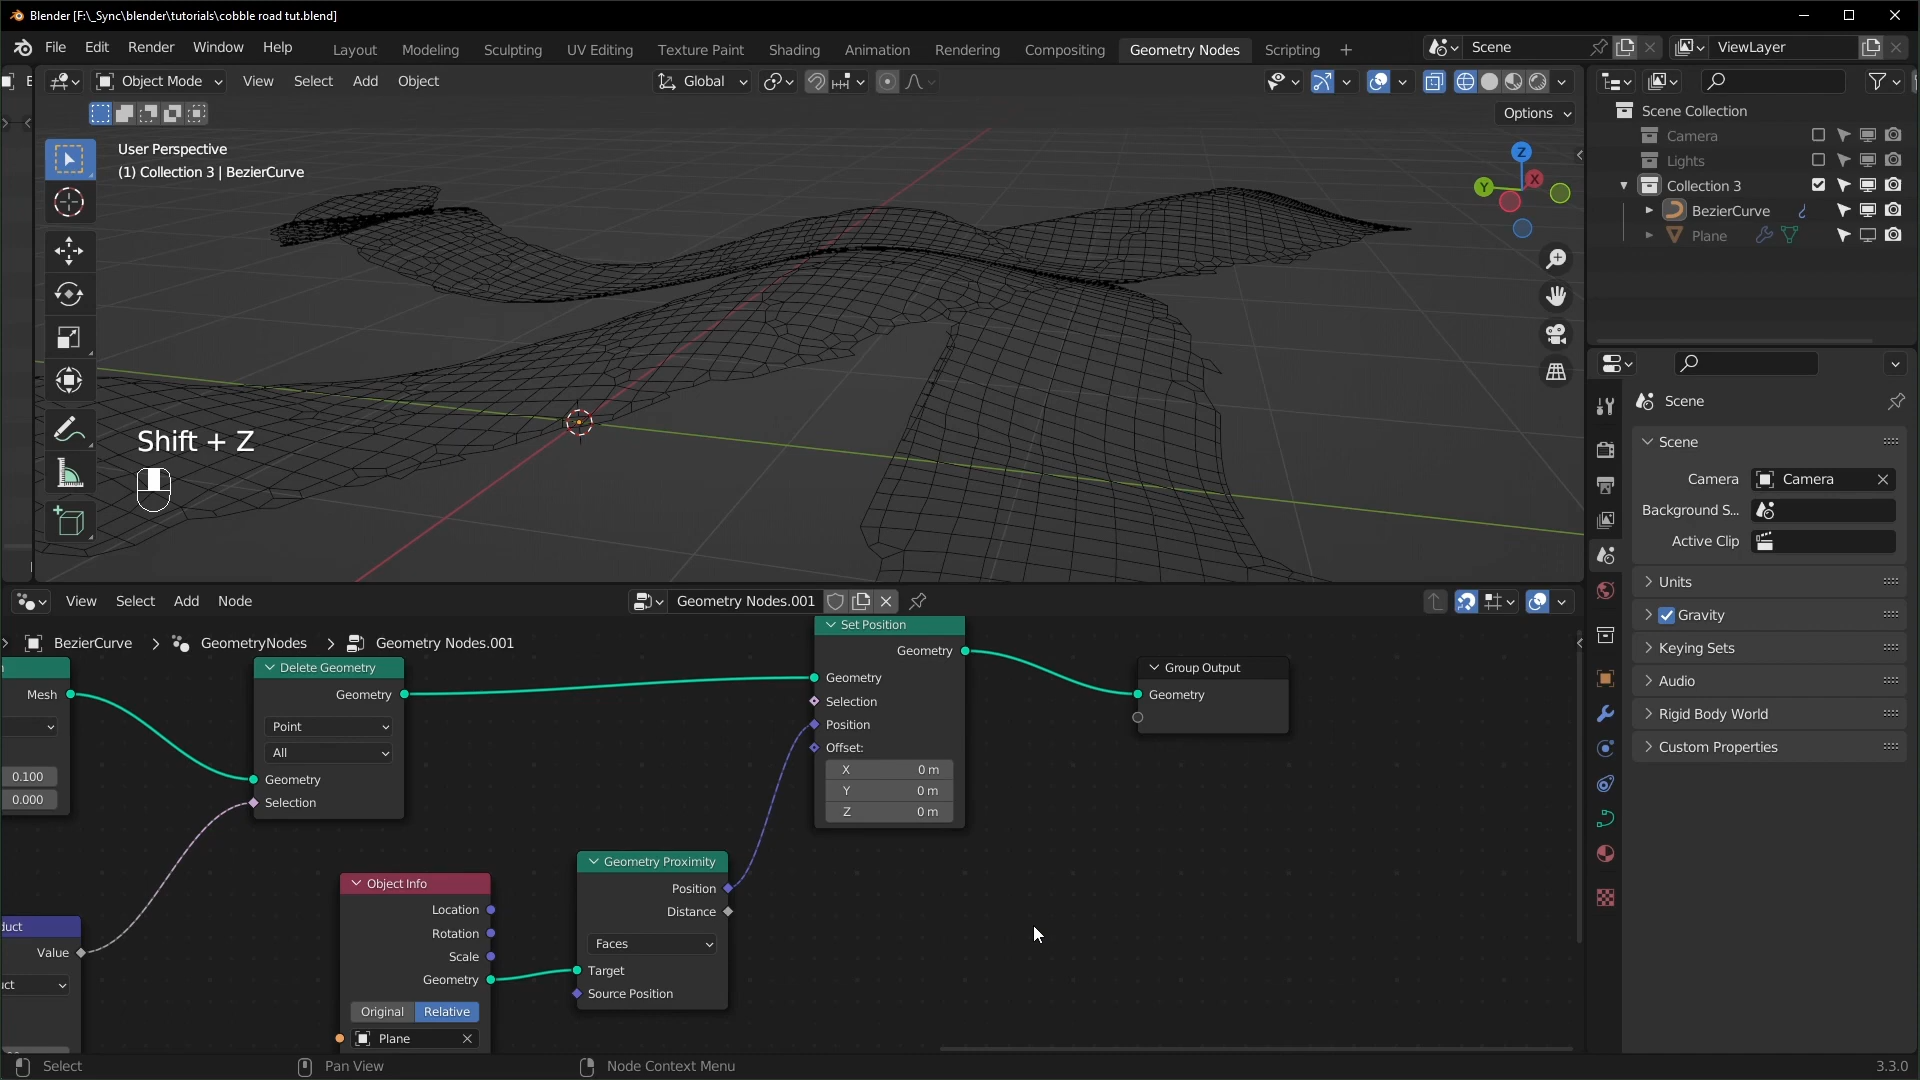 Blender [F:\_Sync\blender\tutorials\cobble road tut.blend]
File Edit Render Window Help Layout Modeling Sculpting UV Editing Texture Paint Shading Animation Rendering Compositing Geometry Nodes Scripting + Scene ViewLayer
Object Mode View Select Add Object Global
Options
User Perspective
(1) Collection 3 | BezierCurve
Z
Y
X
Shift + Z
Scene Collection
Camera
Lights
Collection 3
BezierCurve
Plane
Scene
Scene
Camera Camera
Background S...
Active Clip
Units
Gravity
Keying Sets
Audio
Rigid Body World
Custom Properties
View Select Add Node Geometry Nodes.001
BezierCurve > GeometryNodes > Geometry Nodes.001
Mesh
0.100
0.000
Delete Geometry
Geometry
Point
All
Geometry
Selection
duct
Value
uct
Object Info
Location
Rotation
Scale
Geometry
Original Relative
Plane
Geometry Proximity
Position
Distance
Faces
Target
Source Position
Set Position
Geometry
Geometry
Selection
Position
Offset:
X 0 m
Y 0 m
Z 0 m
Group Output
Geometry
Select Pan View Node Context Menu 3.3.0